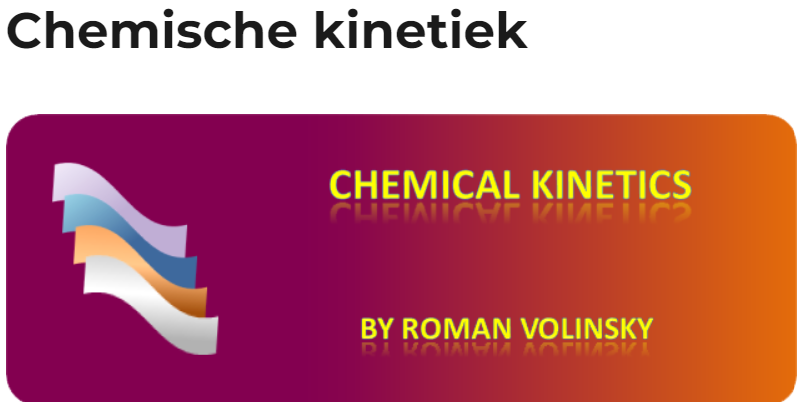 Chemische kinetiek
CHEMICAL KINETICS
BY ROMAN VOLINSKY